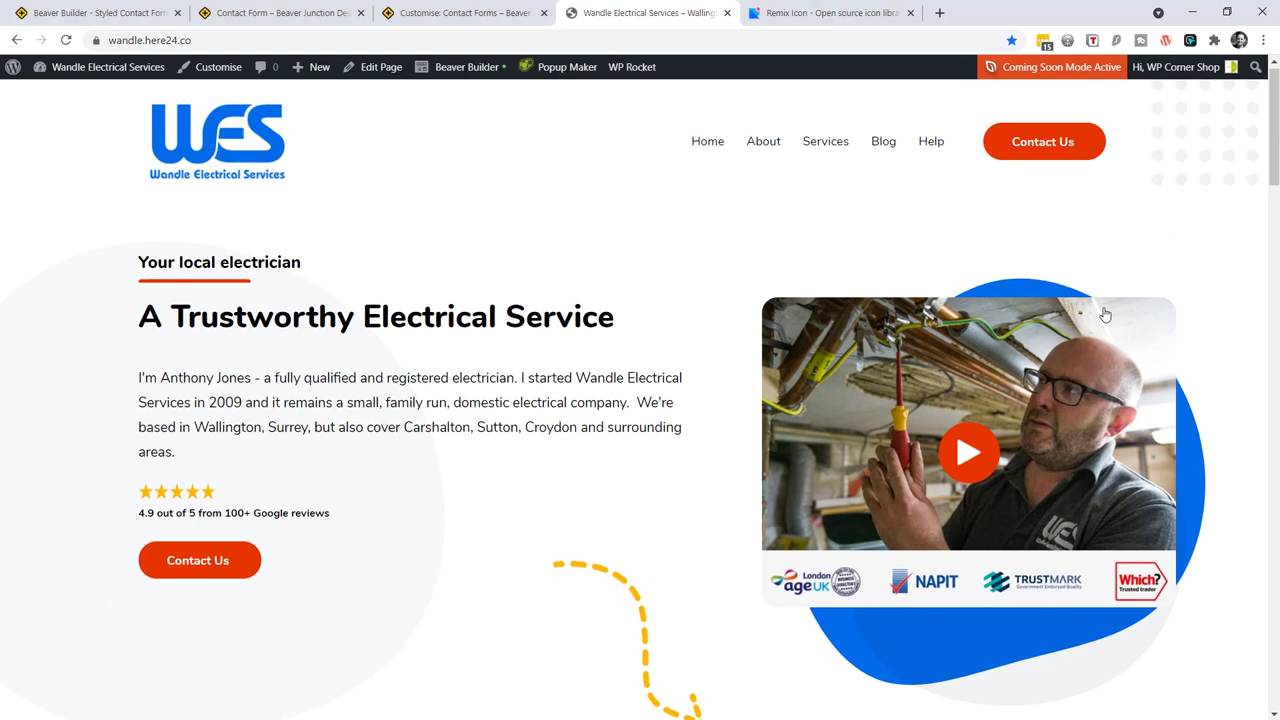 Beaver Builder - Styled Contact Form
Contact Form – Beaver Junction Des
Customise: Contact Forms – Beaver
Wandle Electrical Services – Walling
Remix Icon - Open source icon libra
wandle.here24.co
15
Wandle Electrical Services
Customise
0
New
Edit Page
Beaver Builder •
Popup Maker
WP Rocket
Coming Soon Mode Active
Hi, WP Corner Shop
WES
Wandle Electrical Services
Home
About
Services
Blog
Help
Contact Us
Your local electrician
A Trustworthy Electrical Service
I'm Anthony Jones - a fully qualified and registered electrician. I started Wandle Electrical
Services in 2009 and it remains a small, family run, domestic electrical company.  We're
based in Wallington, Surrey, but also cover Carshalton, Sutton, Croydon and surrounding
areas.
4.9 out of 5 from 100+ Google reviews
Contact Us
WES
London
age UK
NAPIT
TRUSTMARK
Government Endorsed Quality
Which?
Trusted trader